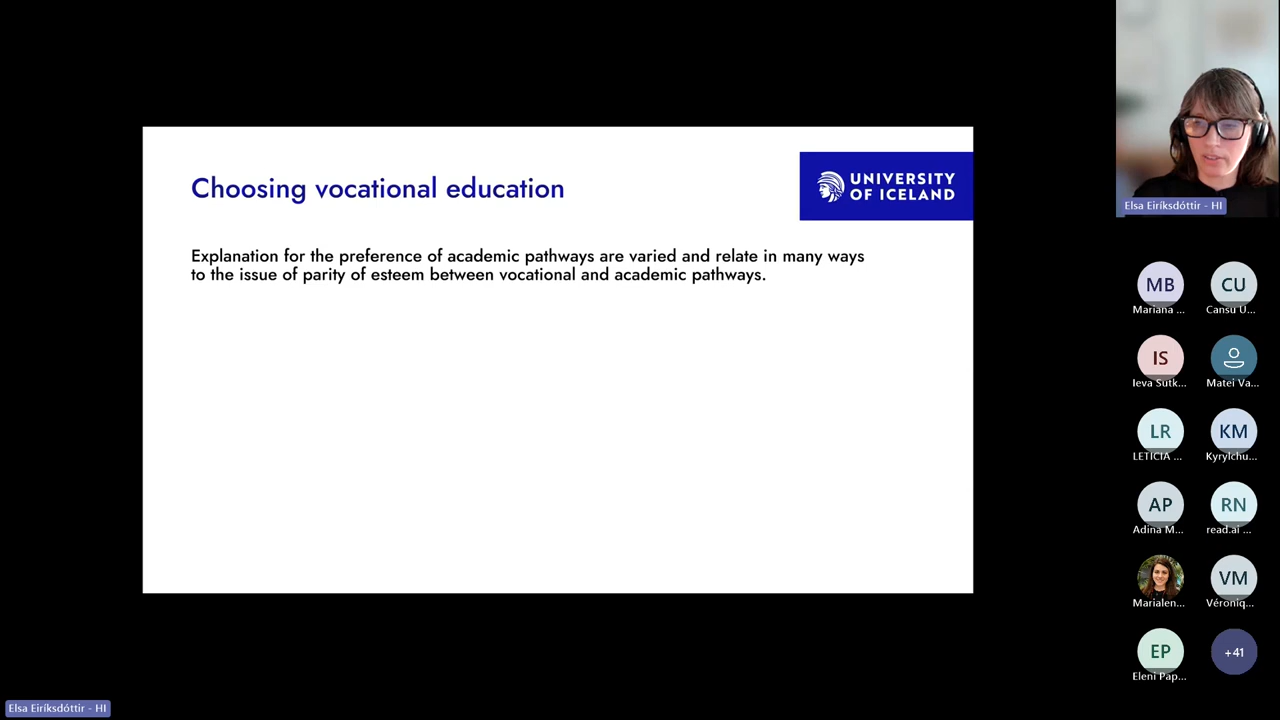 Choosing vocational education
UNIVERSITY
OF ICELAND
Explanation for the preference of academic pathways are varied and relate in many ways
to the issue of parity of esteem between vocational and academic pathways.
Elsa Eiríksdóttir - HI
MB
CU
Mariana ...
Cansu U...
IS
Ieva Sutk...
Matei Va...
LR
KM
LETICIA ...
Kyrylchu...
AP
RN
Adina M...
read.ai ...
VM
Marialen...
Véroniq...
EP
+41
Eleni Pap...
Elsa Eiríksdóttir - HI